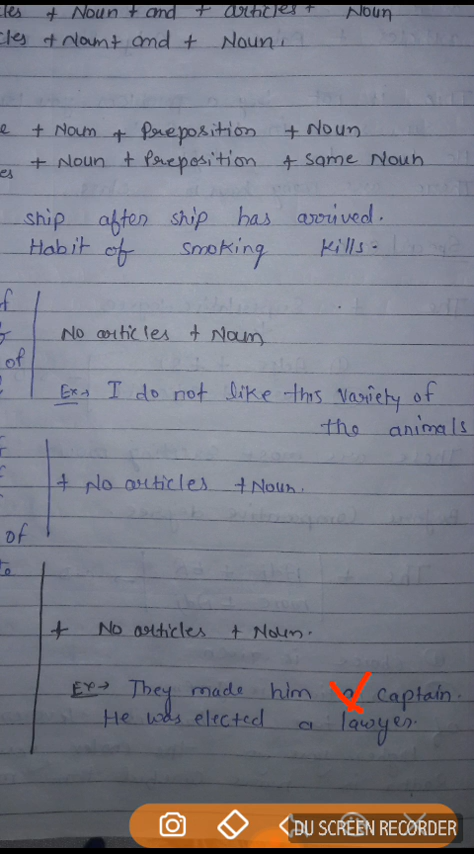 + Noun + and + articles + Noun
+ Noun + and + Noun.
+ Noun + Preposition + Noun
+ Noun + Preposition + same Noun
ship after ship has arrived.
Habit of smoking kills.
No articles + Noun
of
Ex→ I do not like this variety of
the animals
+ No articles + Noun.
of
+ No articles + Noun.
Ex→ They made him a captain.
He was elected a lawyer.
DU SCREEN RECORDER